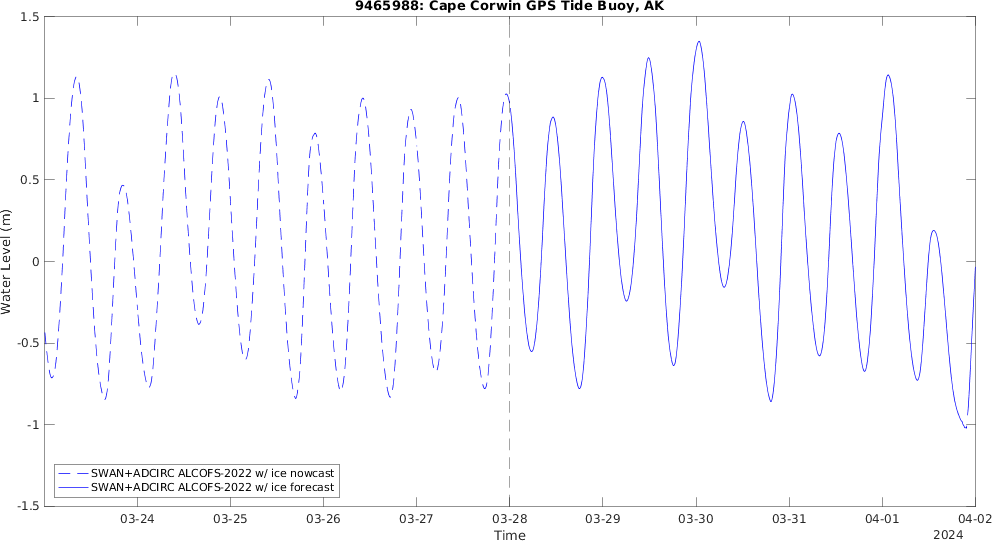 9465988: Cape Corwin GPS Tide Buoy, AK
1.5
1
0.5
0
-0.5
-1
-1.5
Water Level (m)
SWAN+ADCIRC ALCOFS-2022 w/ ice nowcast
SWAN+ADCIRC ALCOFS-2022 w/ ice forecast
03-24 03-25 03-26 03-27 03-28 03-29 03-30 03-31 04-01 04-02
Time
2024